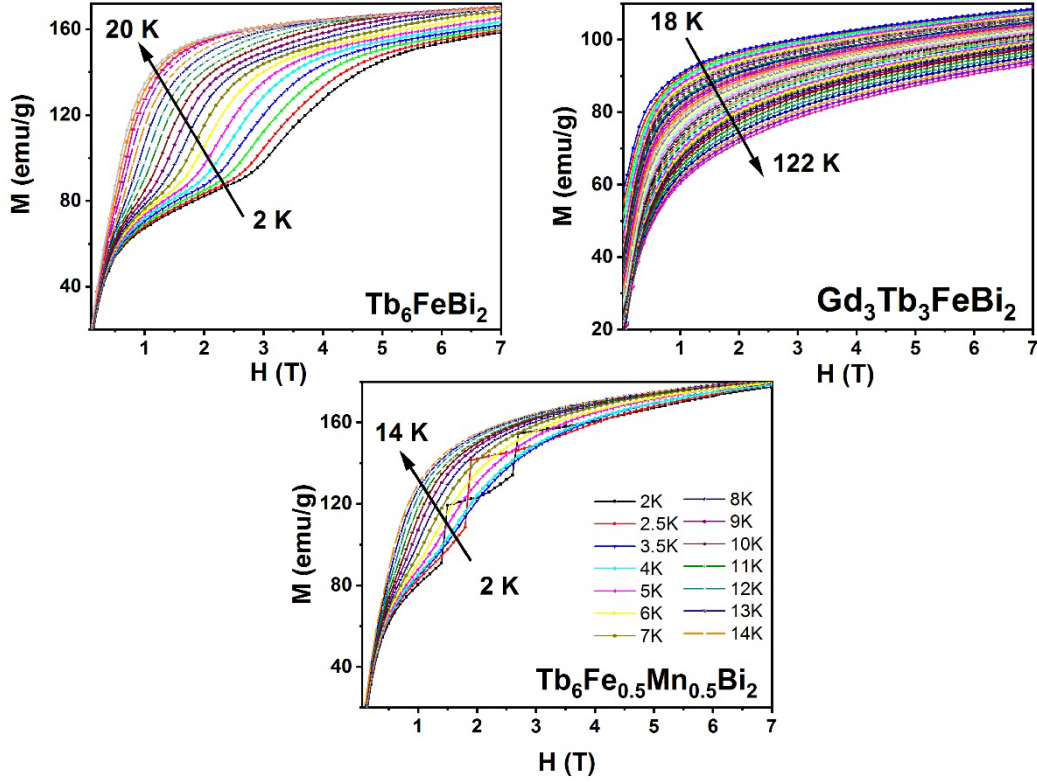 160
120
80
40
M (emu/g)
20 K
2 K
Tb₆FeBi₂
1 2 3 4 5 6 7
H (T)
100
80
60
40
20
M (emu/g)
18 K
122 K
Gd₃Tb₃FeBi₂
1 2 3 4 5 6 7
H (T)
160
120
80
40
M (emu/g)
14 K
2 K
2K 8K
2.5K 9K
3.5K 10K
4K 11K
5K 12K
6K 13K
7K 14K
Tb₆Fe₀.₅Mn₀.₅Bi₂
1 2 3 4 5 6 7
H (T)